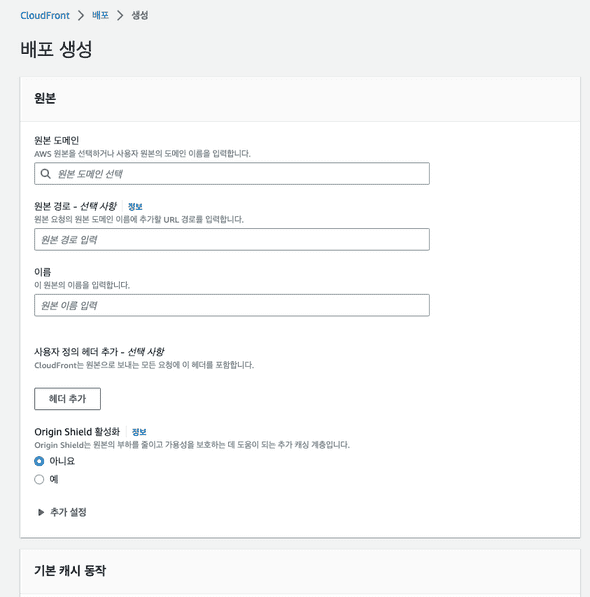 CloudFront > 배포 > 생성
배포 생성
원본
원본 도메인
AWS 원본을 선택하거나 사용자 원본의 도메인 이름을 입력합니다.
원본 도메인 선택
원본 경로 - 선택 사항 정보
원본 요청의 원본 도메인 이름에 추가할 URL 경로를 입력합니다.
원본 경로 입력
이름
이 원본의 이름을 입력합니다.
원본 이름 입력
사용자 정의 헤더 추가 - 선택 사항
CloudFront는 원본으로 보내는 모든 요청에 이 헤더를 포함합니다.
헤더 추가
Origin Shield 활성화 정보
Origin Shield는 원본의 부하를 줄이고 가용성을 보호하는 데 도움이 되는 추가 캐싱 계층입니다.
아니요
예
추가 설정
기본 캐시 동작